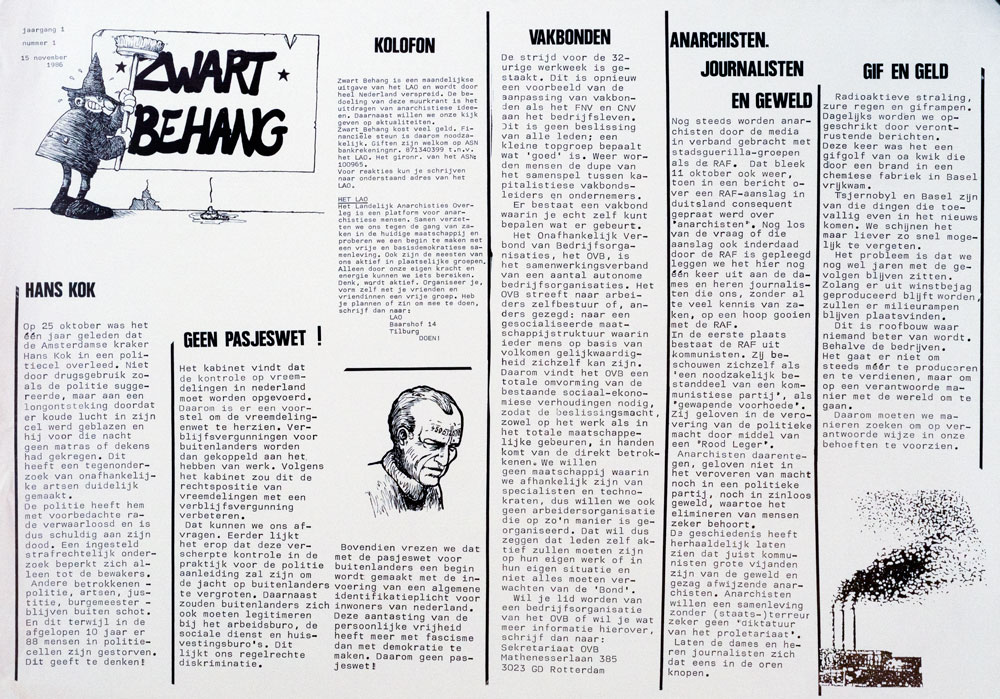 jaargang 1
nummer 1
15 november
1986
ZWART
BEHANG
KOLOFON
Zwart Behang is een maandelijkse
uitgave van het LAO en wordt door
heel Nederland verspreid. De be-
doeling van deze muurkrant is het
uitdragen van anarchistiese idee-
en. Daarnaast willen we onze kijk
geven op aktualiteiten.
Zwart Behang kost veel geld. Fi-
nanciële steun is daarom noodza-
kelijk. Giften zijn welkom op ASN
bankrekeningnr. 871340399 t.n.v.
het LAO. Het gironr. van het ASN:
100965.
Voor reakties kun je schrijven
naar onderstaand adres van het
LAO.
HET LAO
Het Landelijk Anarchisties Over-
leg is een platform voor anar-
chistiese mensen. Samen verzet-
ten we ons tegen de gang van za-
ken in de huidige maatschappij en
proberen we een begin te maken met
een vrije en basisdemokratiese sa-
menleving. Ook zijn de meesten van
ons aktief in plaatselijke groepen.
Alleen door onze eigen kracht en
energie kunnen we iets bereiken.
Denk, wordt aktief. Organiseer je,
vorm zelf met je vrienden en
vriendinnen een vrije groep. Heb
je plannen of zin om mee te doen,
schrijf dan naar:
LAO
Baarshof 14
Tilburg
DOEN!
HANS KOK
Op 25 oktober was het
één jaar geleden dat
de Amsterdamse kraker
Hans Kok in een poli-
tiecel overleed. Niet
door drugsgebruik zo-
als de politie sugge-
reerde, maar aan een
longontsteking doordat
er koude lucht in zijn
cel werd geblazen en
hij voor die nacht
geen matras of dekens
had gekregen. Dit
heeft een tegenonder-
zoek van onafhankelij-
ke artsen duidelijk
gemaakt.
De politie heeft hem
met voorbedachte ra-
de verwaarloosd en is
dus schuldig aan zijn
dood. Een ingesteld
strafrechtelijk onder-
zoek beperkt zich al-
leen tot de bewakers.
Andere betrokkenen -
politie, artsen, jus-
titie, burgemeester -
blijven buiten schot.
En dit terwijl in de
afgelopen 10 jaar er
88 mensen in politie-
cellen zijn gestorven.
Dit geeft te denken!
GEEN PASJESWET !
Het kabinet vindt dat
de kontrole op vreem-
delingen in nederland
moet worden opgevoerd.
Daarom is er een voor-
stel om de vreemdeling-
enwet te herzien. Ver-
blijfsvergunningen voor
buitenlanders worden
dan gekoppeld aan het
hebben van werk. Volgens
het kabinet zou dit de
rechtspositie van
vreemdelingen met een
verblijfsvergunning
verbeteren.
Dat kunnen we ons af-
vragen. Eerder lijkt
het erop dat deze ver-
scherpte kontrole in de
praktijk voor de politie
aanleiding zal zijn om
de jacht op buitenlanders
te vergroten. Daarnaast
zouden buitenlanders zich
ook moeten legitimeren
bij het arbeidsburo, de
sociale dienst en huis-
vestingsburo's. Dit
lijkt ons regelrechte
diskriminatie.
Bovendien vrezen we dat
met de pasjeswet voor
buitenlanders een begin
wordt gemaakt met de in-
voering van een algemene
identifikatieplicht voor
inwoners van nederland.
Deze aantasting van de
persoonlijke vrijheid
heeft meer met fascisme
dan met demokratie te
maken. Daarom geen pas-
jeswet!
VAKBONDEN
De strijd voor de 32-
urige werkweek is ge-
staakt. Dit is opnieuw
een voorbeeld van de
aanpassing van vakbon-
den als het FNV en CNV
aan het bedrijfsleven.
Dit is geen beslissing
van alle leden; een
kleine topgroep bepaalt
wat 'goed' is. Weer wor-
den mensen de dupe van
het samenspel tussen ka-
pitalistiese vakbonds-
leiders en ondernemers.
Er bestaat een vakbond
waarin je echt zelf kunt
bepalen wat er gebeurt.
Het Onafhankelijk Ver-
bond van Bedrijfsorga-
nisaties, het OVB, is
het samenwerkingsverband
van een aantal autonome
bedrijfsorganisaties. Het
OVB streeft naar arbei-
ders zelfbestuur of, an-
ders gezegd: naar een
gesocialiseerde maat-
schappijstruktuur waarin
ieder mens op basis van
volkomen gelijkwaardig-
heid zichzelf kan zijn.
Daarom vindt het OVB een
totale omvorming van de
bestaande sociaal-ekono-
miese verhoudingen nodig,
zodat de beslissingsmacht,
zowel op het werk als in
het totale maatschappe-
lijke gebeuren, in handen
komt van de direkt betrok-
kenen. We willen
geen maatschappij waarin
we afhankelijk zijn van
specialisten en techno-
kraten, dus willen we ook
geen arbeidersorganisatie
die op zo'n manier is ge-
organiseerd. Dat wil dus
zeggen dat leden zelf ak-
tief zullen moeten zijn
op hun eigen werk of in
hun eigen situatie en
niet alles moeten ver-
wachten van de 'Bond'.
Wil je lid worden van
een bedrijfsorganisatie
van het OVB of wil je wat
meer informatie hierover,
schrijf dan naar:
Sekretariaat OVB
Mathenesserlaan 385
3023 GD Rotterdam
ANARCHISTEN.
JOURNALISTEN
EN GEWELD
Nog steeds worden anar-
chisten door de media
in verband gebracht met
stadsguerilla-groepen
als de RAF. Dat bleek
11 oktober ook weer,
toen in een bericht o-
ver een RAF-aanslag in
duitsland consequent
gepraat werd over
"anarchisten". Nog los
van de vraag of die
aanslag ook inderdaad
door de RAF is gepleegd
leggen we het hier nog
één keer uit aan de da-
mes en heren journalis-
ten die ons, zonder al
te veel kennis van za-
ken, op een hoop gooien
met de RAF.
In de eerste plaats
bestaat de RAF uit
kommunisten. Zij be-
schouwen zichzelf als
'een noodzakelijk be-
standdeel van een kom-
munistiese partij', als
'gewapende voorhoede'.
Zij geloven in de vero-
vering van de politieke
macht door middel van
een 'Rood Leger'.
Anarchisten daarente-
gen, geloven niet in
het veroveren van macht
noch in een politieke
partij, noch in zinloos
geweld, waartoe het
elimineren van mensen
zeker behoort.
De geschiedenis heeft
herhaaldelijk laten
zien dat juist kommu-
nisten grote vijanden
zijn van de geweld en
gezag afwijzende anar-
chisten. Anarchisten
willen een samenleving
zonder (staats-)terreur
zeker geen 'diktatuur
van het proletariaat'.
Laten de dames en he-
ren journalisten zich
dat eens in de oren
knopen.
GIF EN GELD
Radioaktieve straling,
zure regen en giframpen.
Dagelijks worden we op-
geschrikt door veront-
rustende berichten.
Deze keer was het een
gifgolf van oa kwik die
door een brand in een
chemiese fabriek in Basel
vrijkwam.
Tsjernobyl en Basel zijn
van die dingen die toe-
vallig even in het nieuws
komen. We schijnen het
maar liever zo snel moge-
lijk te vergeten.
Het probleem is dat we
nog wel jaren met de ge-
volgen blijven zitten.
Zolang er uit winstbejag
geproduceerd blijft worden,
zullen er milieurampen
blijven plaatsvinden.
Dit is roofbouw waar
niemand beter van wordt.
Behalve de bedrijven.
Het gaat er niet om
steeds méér te producoren
en te verdienen, maar om
op een verantwoorde ma-
nier met de wereld om te
gaan.
Daarom moeten we ma-
nieren zoeken om op ver-
antwoorde wijze in onze
behoeften te voorzien.